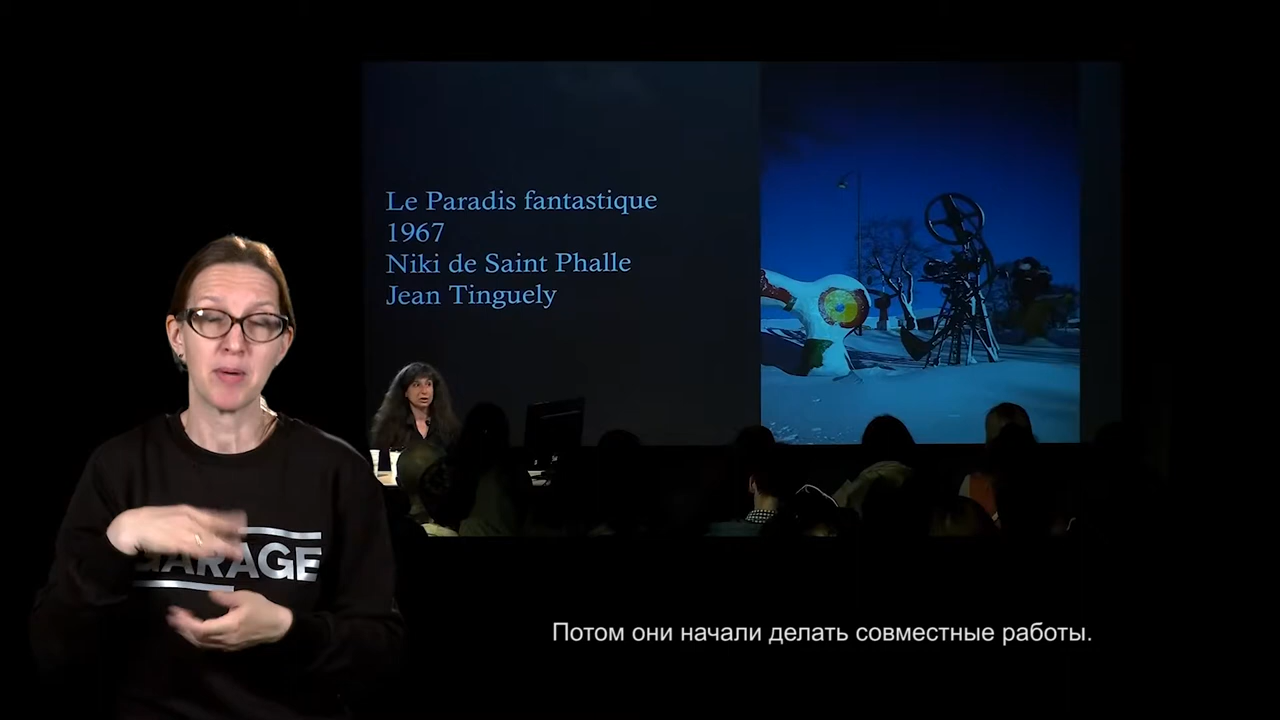 Le Paradis fantastique
1967
Niki de Saint Phalle
Jean Tinguely
GARAGE
Потом они начали делать совместные работы.